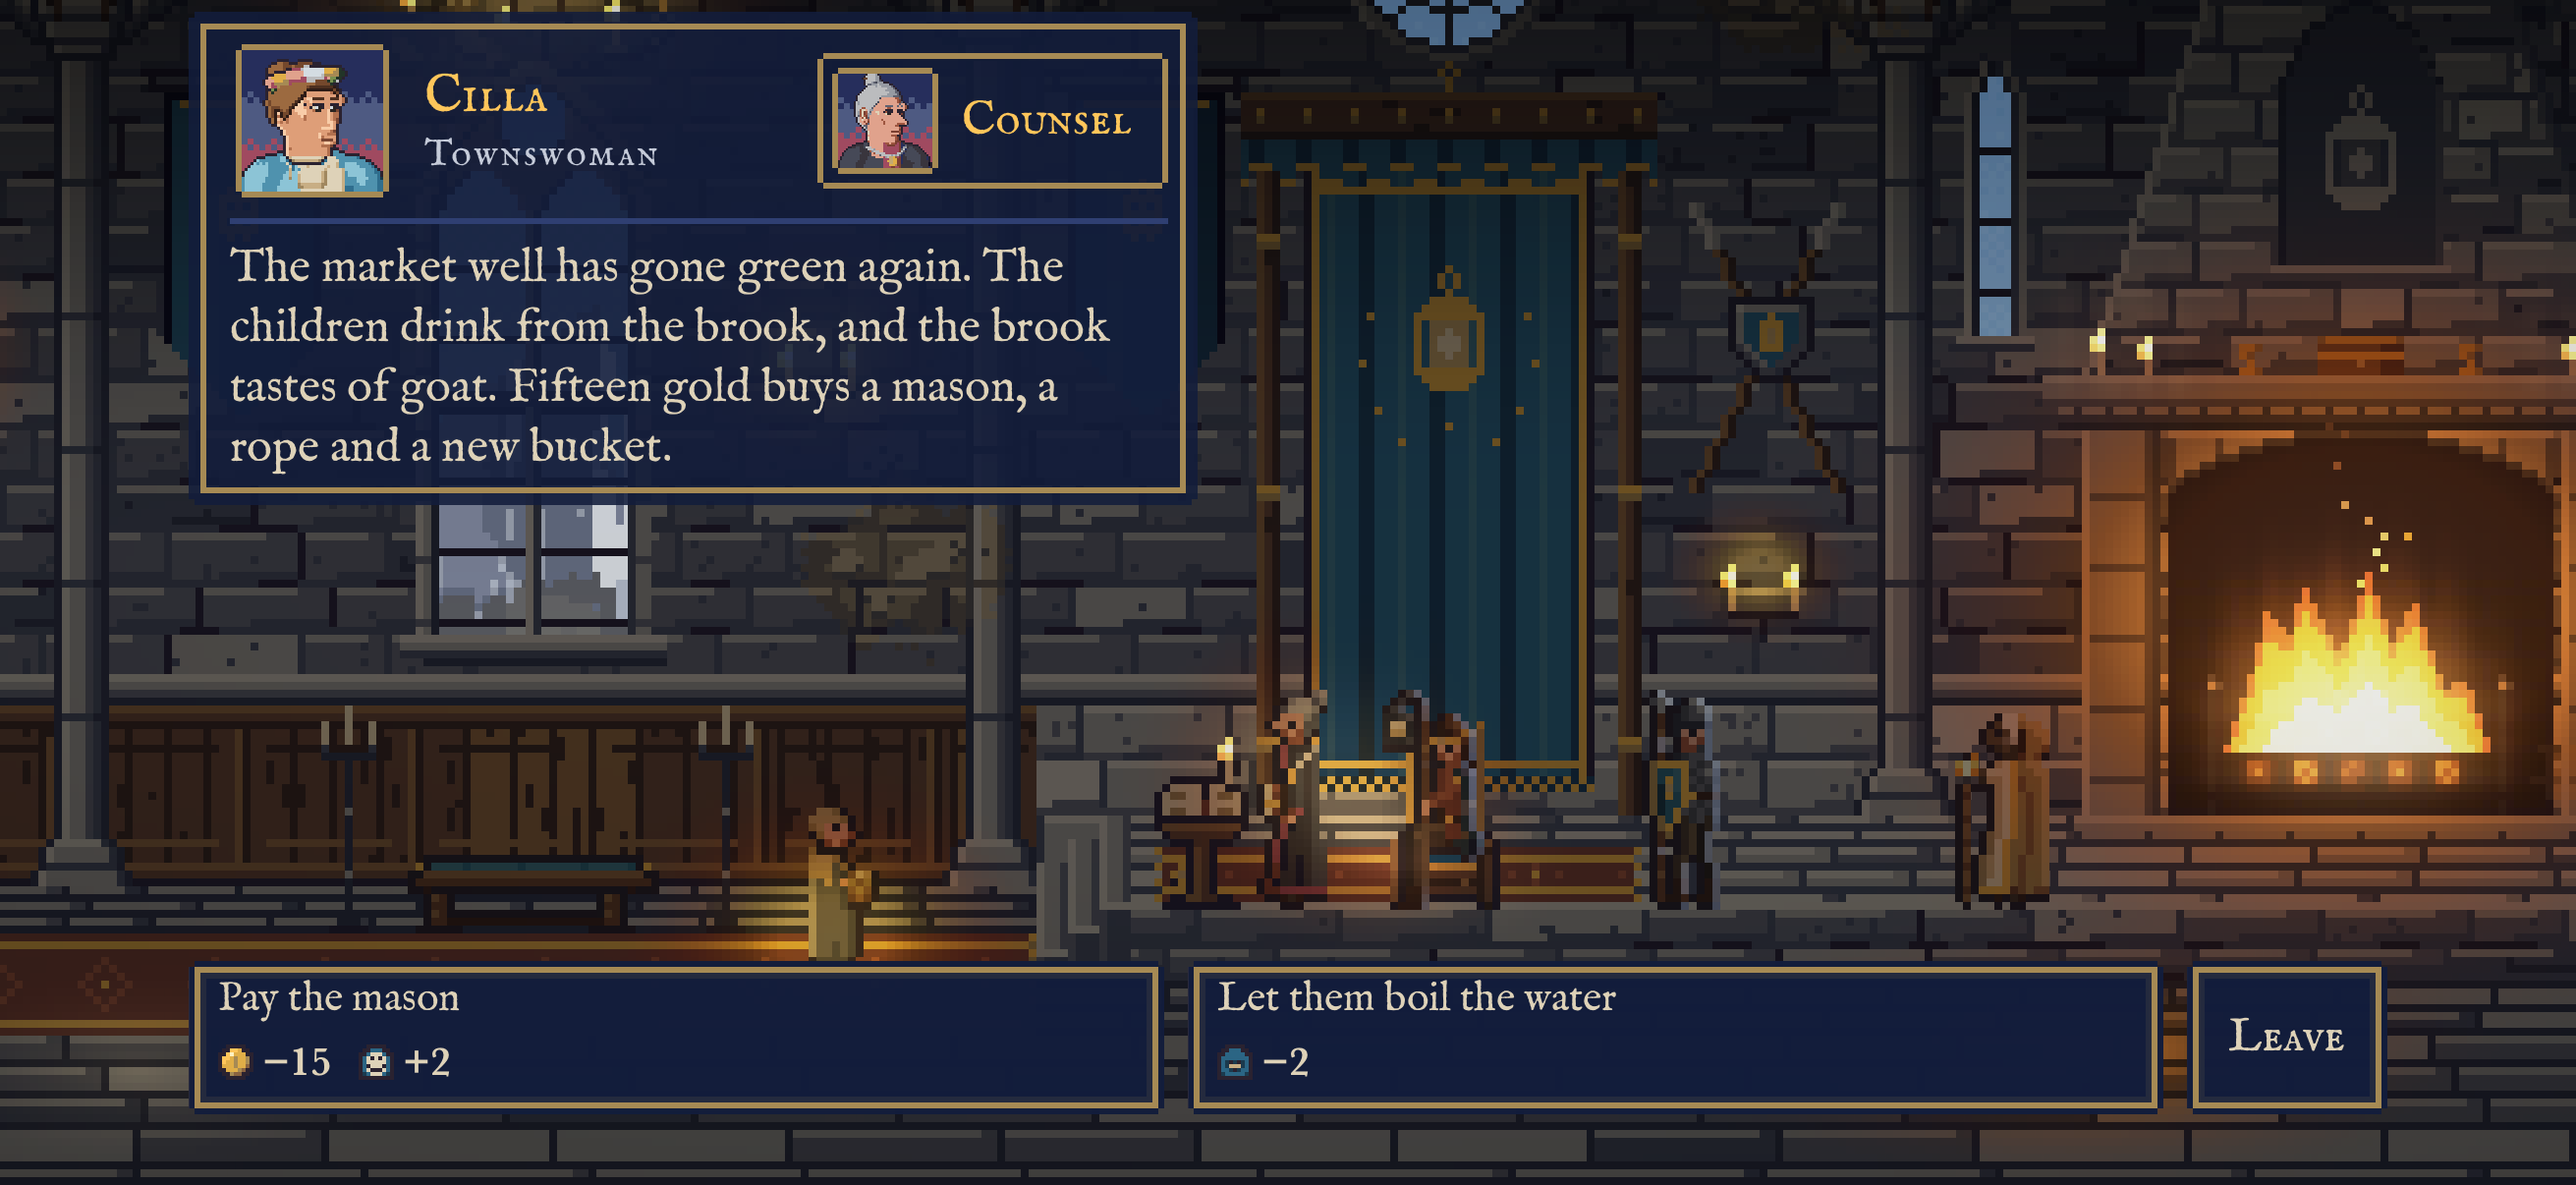 Cilla
Townswoman
Counsel
The market well has gone green again. The
children drink from the brook, and the brook
tastes of goat. Fifteen gold buys a mason, a
rope and a new bucket.
Pay the mason
−15 +2
Let them boil the water
−2
Leave